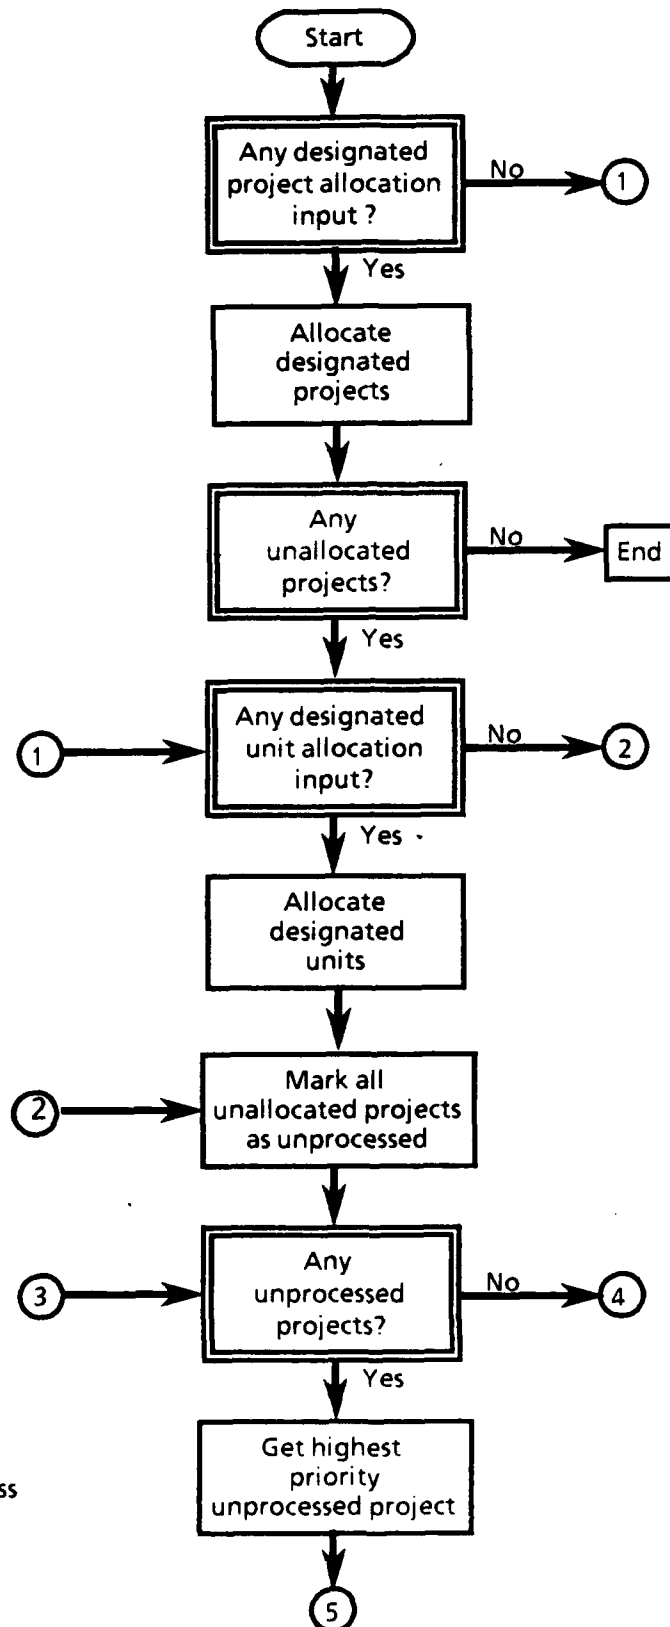 Start
Any designated
project allocation
input ?
No
1
Yes
Allocate
designated
projects
Any
unallocated
projects?
No
End
Yes
1
Any designated
unit allocation
input?
No
2
Yes
Allocate
designated
units
2
Mark all
unallocated projects
as unprocessed
3
Any
unprocessed
projects?
No
4
Yes
Get highest
priority
unprocessed project
5